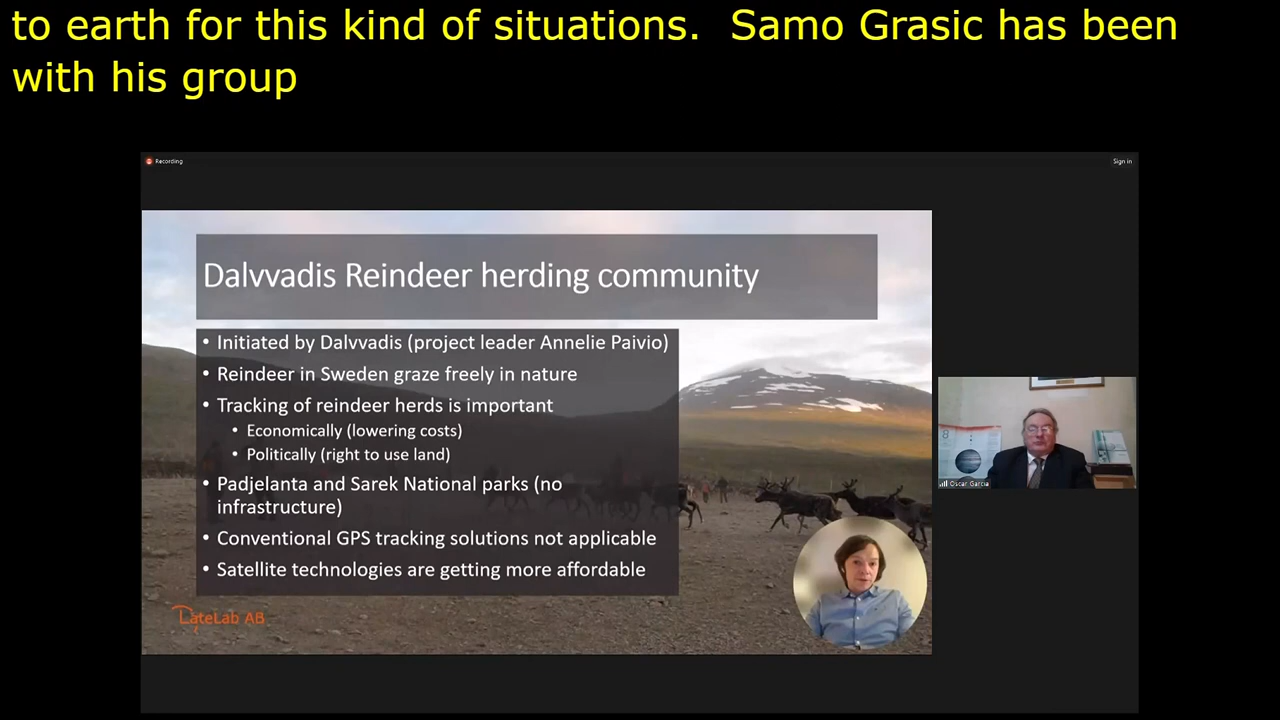 to earth for this kind of situations.  Samo Grasic has been
with his group
Recording
Sign in
Dalvvadis Reindeer herding community
• Initiated by Dalvvadis (project leader Annelie Paivio)
• Reindeer in Sweden graze freely in nature
• Tracking of reindeer herds is important
• Economically (lowering costs)
• Politically (right to use land)
• Padjelanta and Sarek National parks (no
infrastructure)
• Conventional GPS tracking solutions not applicable
• Satellite technologies are getting more affordable
LateLab AB
8
Oscar Garcia